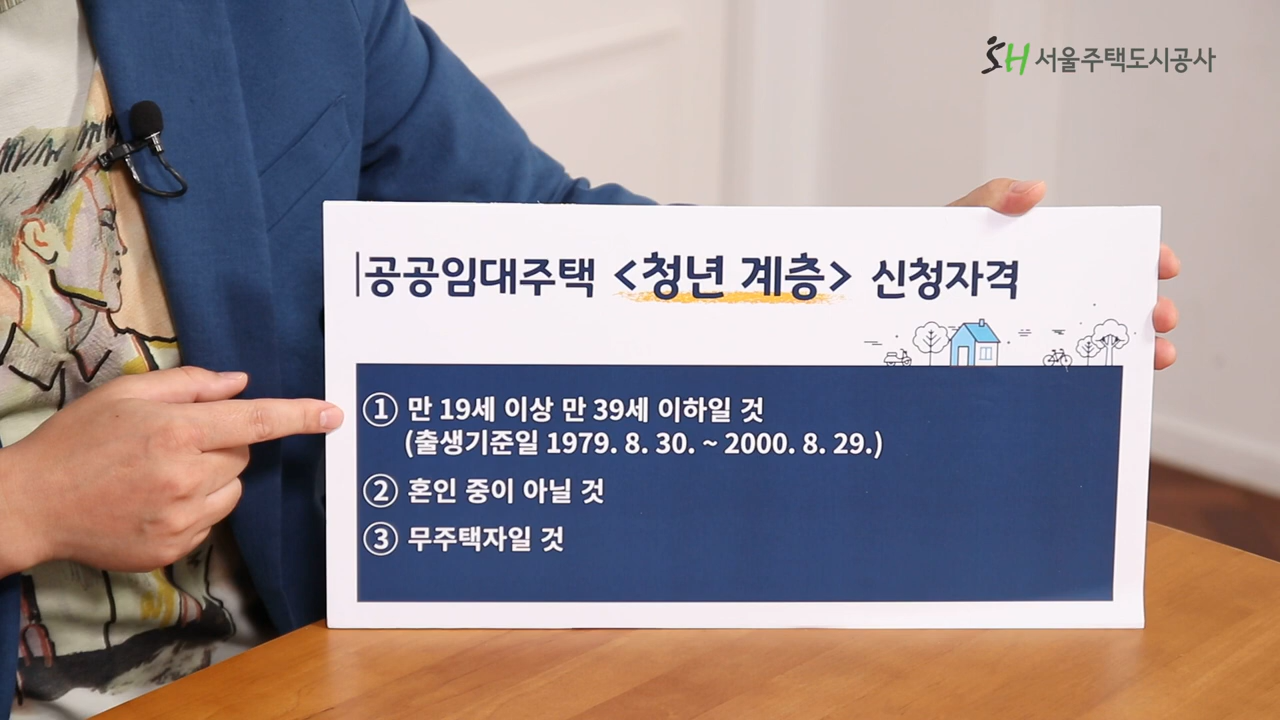 SH 서울주택도시공사
공공임대주택 <청년 계층> 신청자격
① 만 19세 이상 만 39세 이하일 것
(출생기준일 1979. 8. 30. ~ 2000. 8. 29.)
② 혼인 중이 아닐 것
③ 무주택자일 것